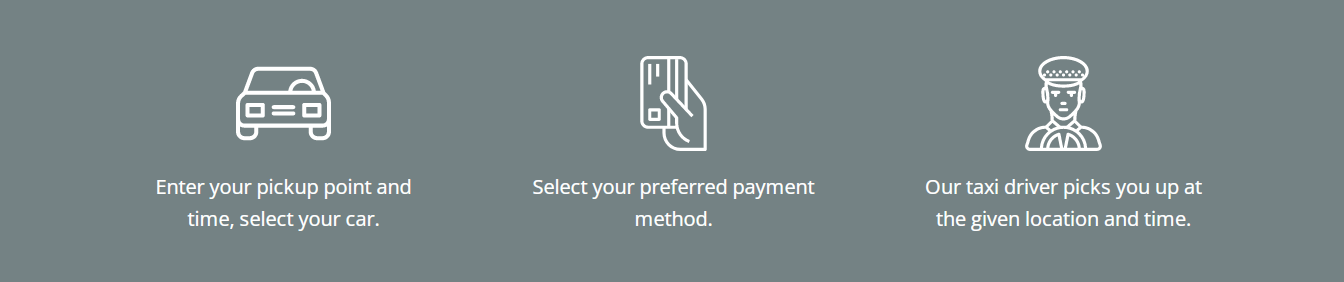 Enter your pickup point and
time, select your car.
Select your preferred payment
method.
Our taxi driver picks you up at
the given location and time.